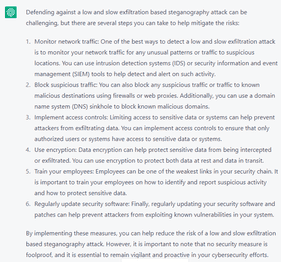 Defending against a low and slow exfiltration based steganography attack can be
challenging, but there are several steps you can take to help mitigate the risks:
1. Monitor network traffic: One of the best ways to detect a low and slow exfiltration attack
is to monitor your network traffic for any unusual patterns or traffic to suspicious
locations. You can use intrusion detection systems (IDS) or security information and event
management (SIEM) tools to help detect and alert on such activity.
2. Block suspicious traffic: You can also block any suspicious traffic or traffic to known
malicious destinations using firewalls or web proxies. Additionally, you can use a domain
name system (DNS) sinkhole to block known malicious domains.
3. Implement access controls: Limiting access to sensitive data or systems can help prevent
attackers from exfiltrating data. You can implement access controls to ensure that only
authorized users or systems have access to sensitive data or systems.
4. Use encryption: Data encryption can help protect sensitive data from being intercepted
or exfiltrated. You can use encryption to protect both data at rest and data in transit.
5. Train your employees: Employees can be one of the weakest links in your security chain. It
is important to train your employees on how to identify and report suspicious activity
and how to protect sensitive data.
6. Regularly update security software: Finally, regularly updating your security software and
patches can help prevent attackers from exploiting known vulnerabilities in your system.
By implementing these measures, you can help reduce the risk of a low and slow exfiltration
based steganography attack. However, it is important to note that no security measure is
foolproof, and it is essential to remain vigilant and proactive in your cybersecurity efforts.